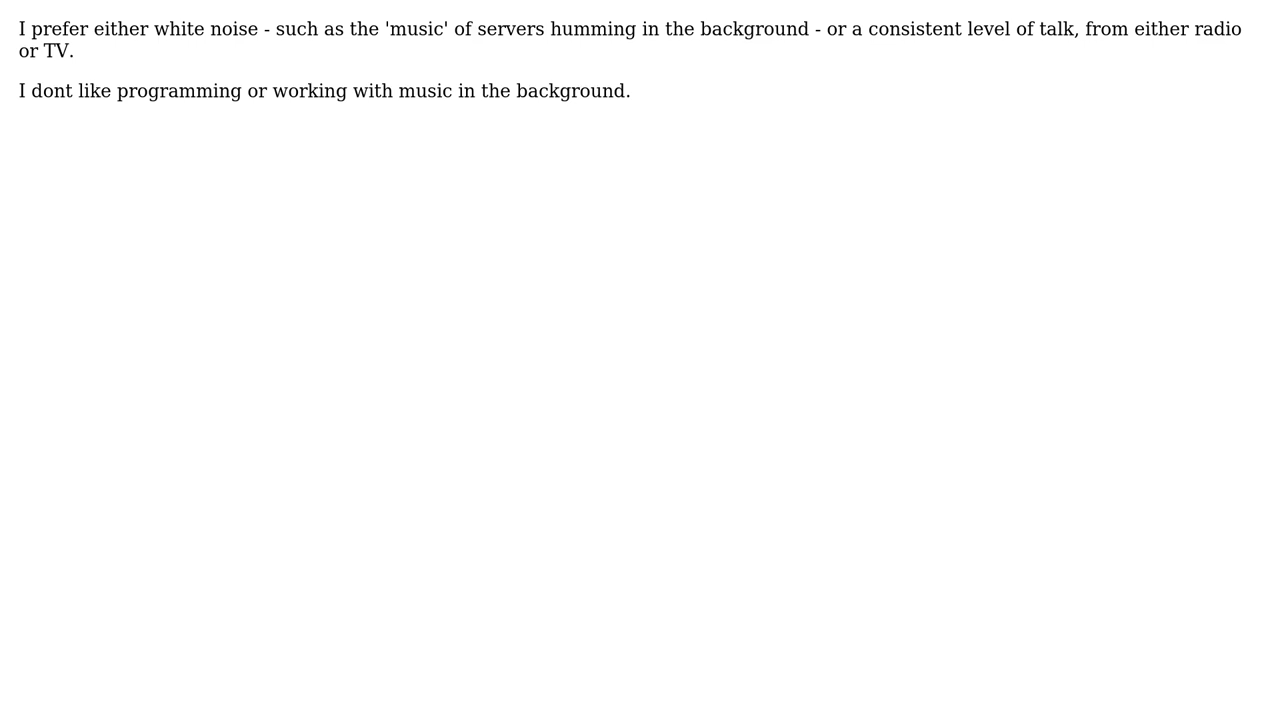 I prefer either white noise - such as the 'music' of servers humming in the background - or a consistent level of talk, from either radio
or TV.
I dont like programming or working with music in the background.